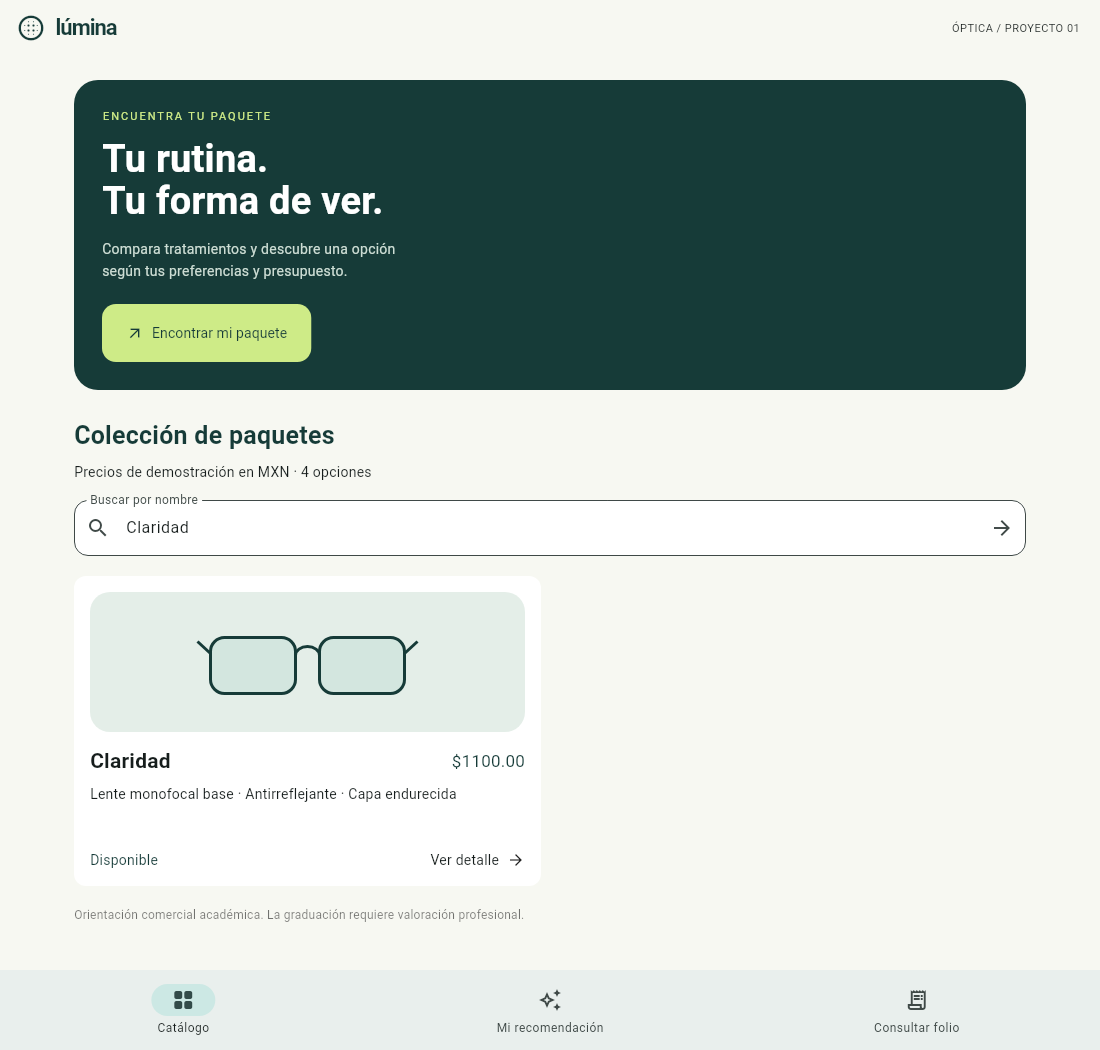 lúmina
ÓPTICA / PROYECTO 01
ENCUENTRA TU PAQUETE
Tu rutina.
Tu forma de ver.
Compara tratamientos y descubre una opción
según tus preferencias y presupuesto.
Encontrar mi paquete
Colección de paquetes
Precios de demostración en MXN · 4 opciones
Buscar por nombre
Claridad
Claridad
$1100.00
Lente monofocal base · Antirreflejante · Capa endurecida
Disponible
Ver detalle
Orientación comercial académica. La graduación requiere valoración profesional.
Catálogo
Mi recomendación
Consultar folio